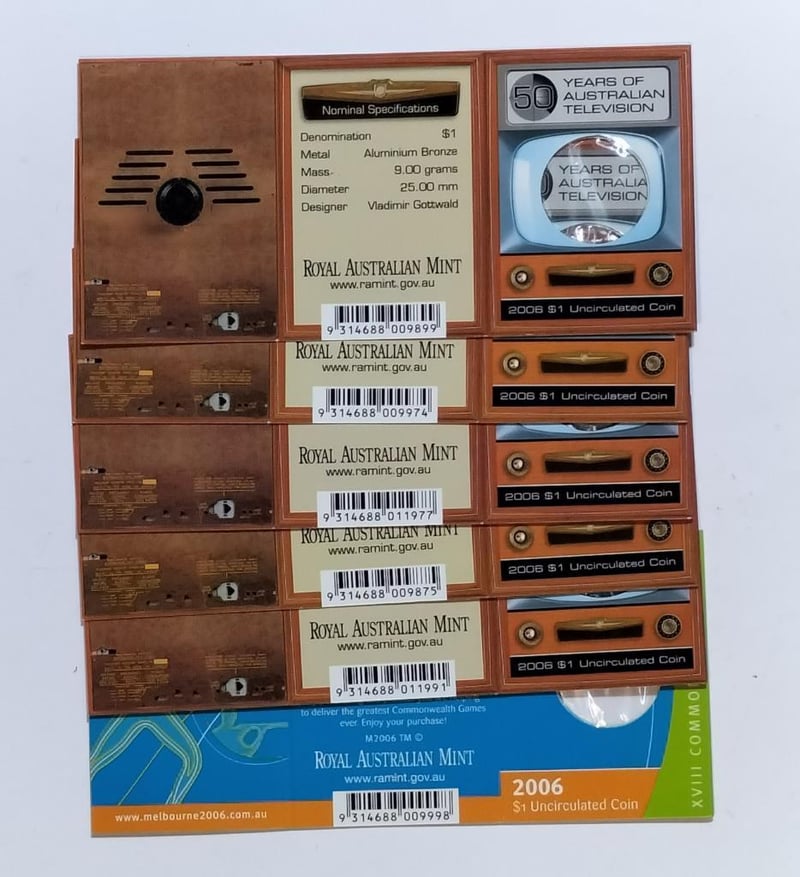 Nominal Specifications
Denomination $1
Metal Aluminium Bronze
Mass 9.00 grams
Diameter 25.00 mm
Designer Vladimir Gottwald
ROYAL AUSTRALIAN MINT
www.ramint.gov.au
9 314688 009899
50 YEARS OF
AUSTRALIAN
TELEVISION
YEARS OF
AUSTRALIA
TELEVISION
2006 $1 Uncirculated Coin
ROYAL AUSTRALIAN MINT
www.ramint.gov.au
9 314688 009974
2006 $1 Uncirculated Coin
ROYAL AUSTRALIAN MINT
www.ramint.gov.au
9 314688 011977
2006 $1 Uncirculated Coin
ROYAL AUSTRALIAN MINT
www.ramint.gov.au
9 314688 009875
2006 $1 Uncirculated Coin
ROYAL AUSTRALIAN MINT
www.ramint.gov.au
9 314688 011991
2006 $1 Uncirculated Coin
to deliver the greatest Commonwealth Games
ever. Enjoy your purchase!
M2006 TM ©
ROYAL AUSTRALIAN MINT
www.ramint.gov.au
9 314688 009998
www.melbourne2006.com.au
2006
$1 Uncirculated Coin
XVIII COMMO